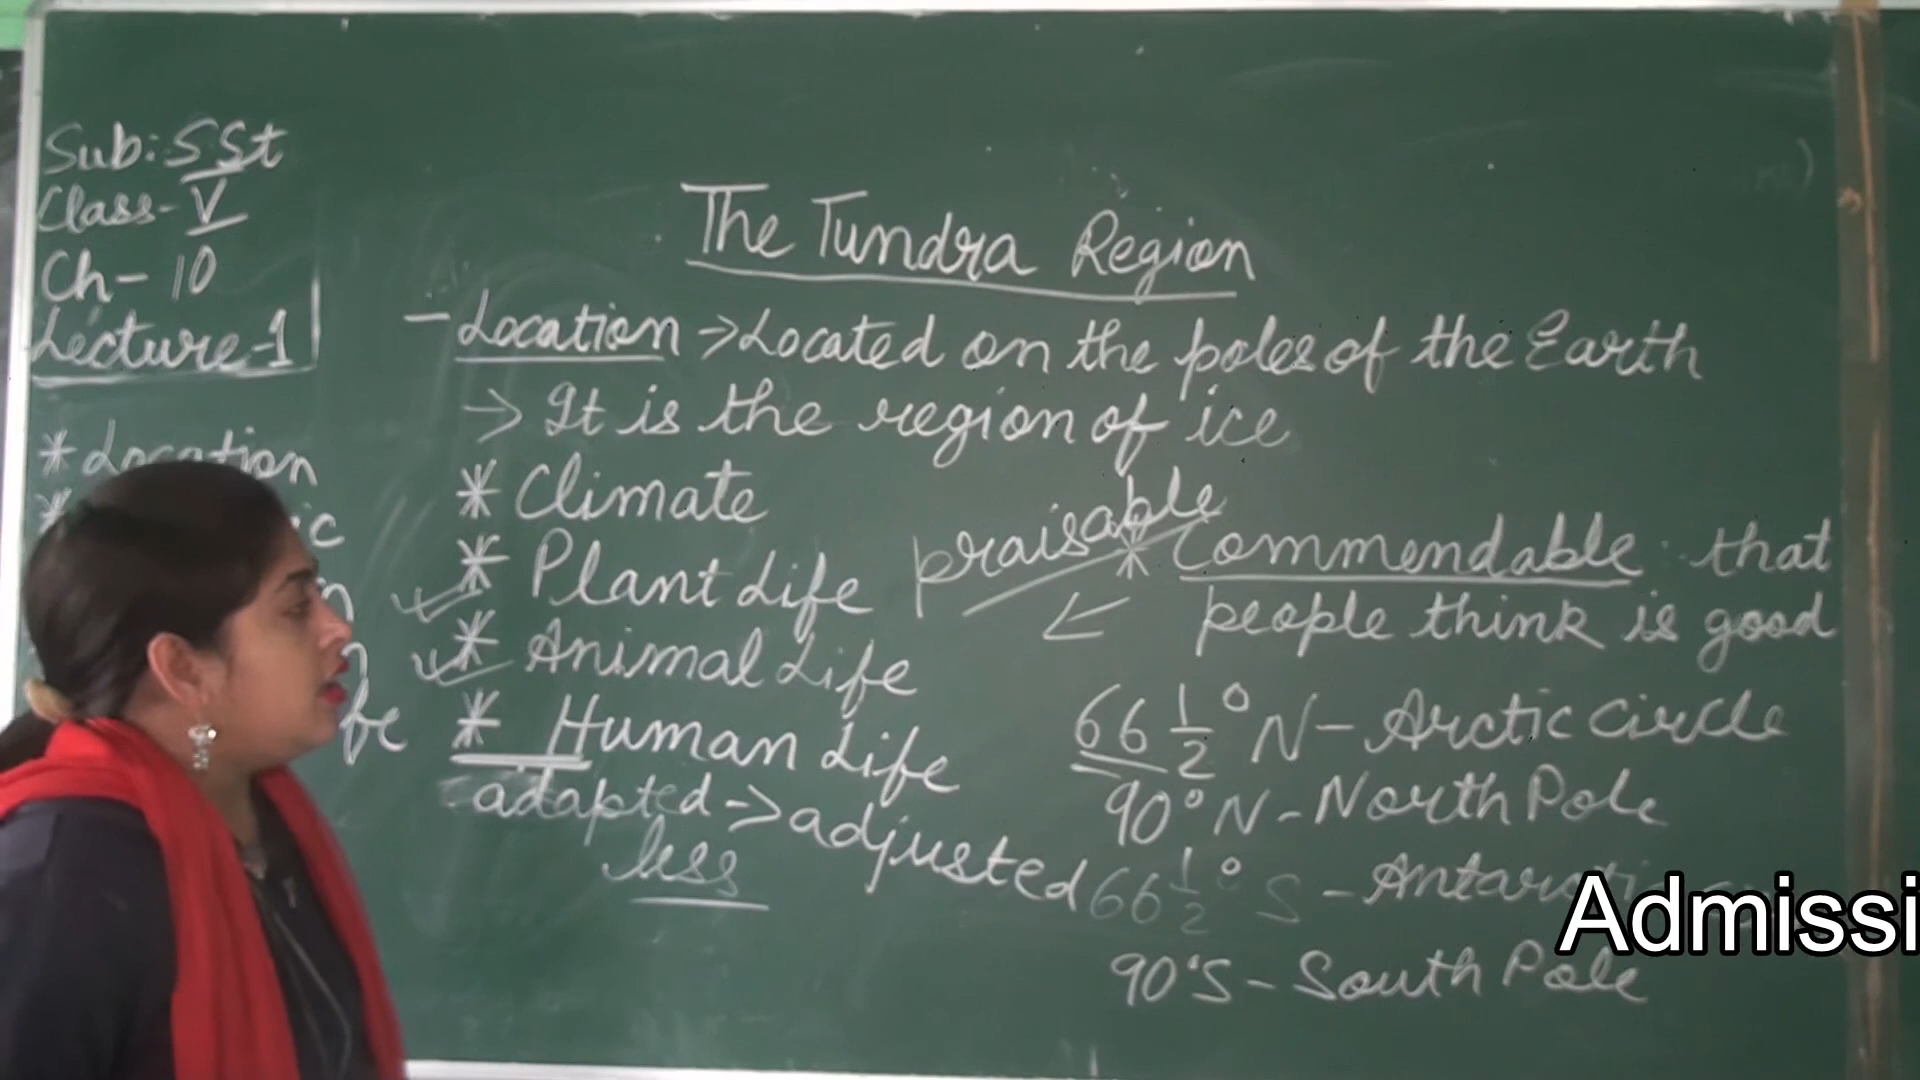 Sub: SSt
Class- V
Ch- 10
Lecture-1
* Location
The Tundra Region
- Location → Located on the poles of the Earth
→ It is the region of ice
* Climate
* Plant Life
* Animal Life
* Human Life
adapted -> adjusted
less
praisable
* Commendable: that
people think is good
66 1/2° N - Arctic Circle
90° N - North Pole
66 1/2° S -
90°S - South Pole
Admissi